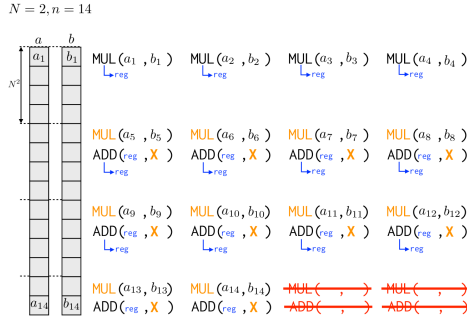 N = 2, n = 14
a b
a₁ b₁ MUL(a₁ ,b₁ ) MUL(a₂ ,b₂ ) MUL(a₃ ,b₃ ) MUL(a₄ ,b₄ )
reg reg reg reg
N²
MUL(a₅ ,b₅ ) MUL(a₆ ,b₆ ) MUL(a₇ ,b₇ ) MUL(a₈ ,b₈ )
ADD(reg ,X ) ADD(reg ,X ) ADD(reg ,X ) ADD(reg ,X )
reg reg reg reg
MUL(a₉ ,b₉ ) MUL(a₁₀,b₁₀) MUL(a₁₁,b₁₁) MUL(a₁₂,b₁₂)
ADD(reg ,X ) ADD(reg ,X ) ADD(reg ,X ) ADD(reg ,X )
reg reg reg reg
MUL(a₁₃,b₁₃) MUL(a₁₄,b₁₄) MUL( , ) MUL( , )
a₁₄ b₁₄ ADD(reg ,X ) ADD(reg ,X ) ADD( , ) ADD( , )